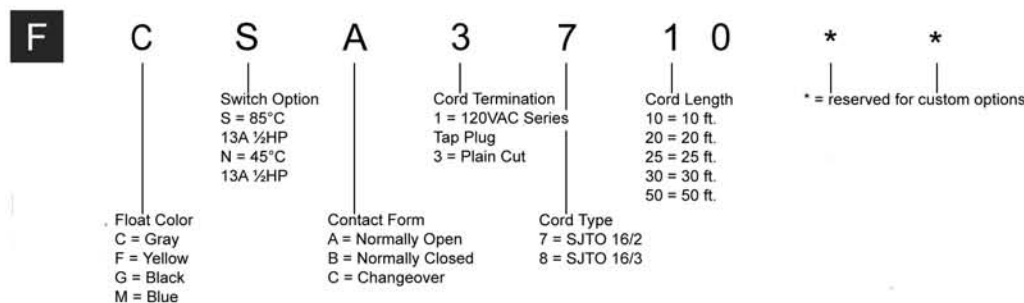 F C S A 3 7 1 0 * *
Switch Option
S = 85°C
13A ½HP
N = 45°C
13A ½HP
Cord Termination
1 = 120VAC Series
Tap Plug
3 = Plain Cut
Cord Length
10 = 10 ft.
20 = 20 ft.
25 = 25 ft.
30 = 30 ft.
50 = 50 ft.
* = reserved for custom options
Float Color
C = Gray
F = Yellow
G = Black
M = Blue
Contact Form
A = Normally Open
B = Normally Closed
C = Changeover
Cord Type
7 = SJTO 16/2
8 = SJTO 16/3